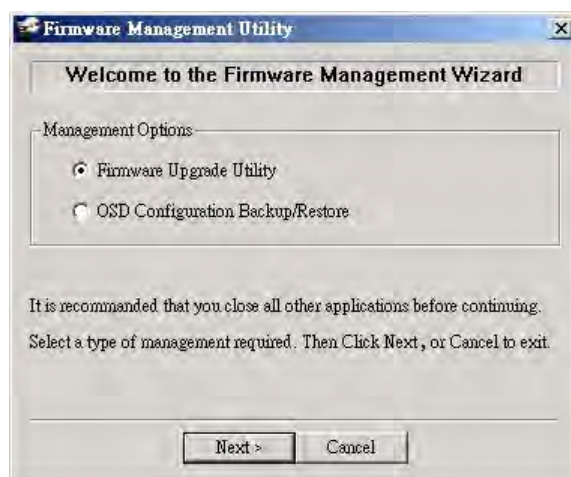 Firmware Management Utility
Welcome to the Firmware Management Wizard
Management Options
Firmware Upgrade Utility
OSD Configuration Backup/Restore
It is recommanded that you close all other applications before continuing.
Select a type of management required. Then Click Next, or Cancel to exit.
Next >
Cancel